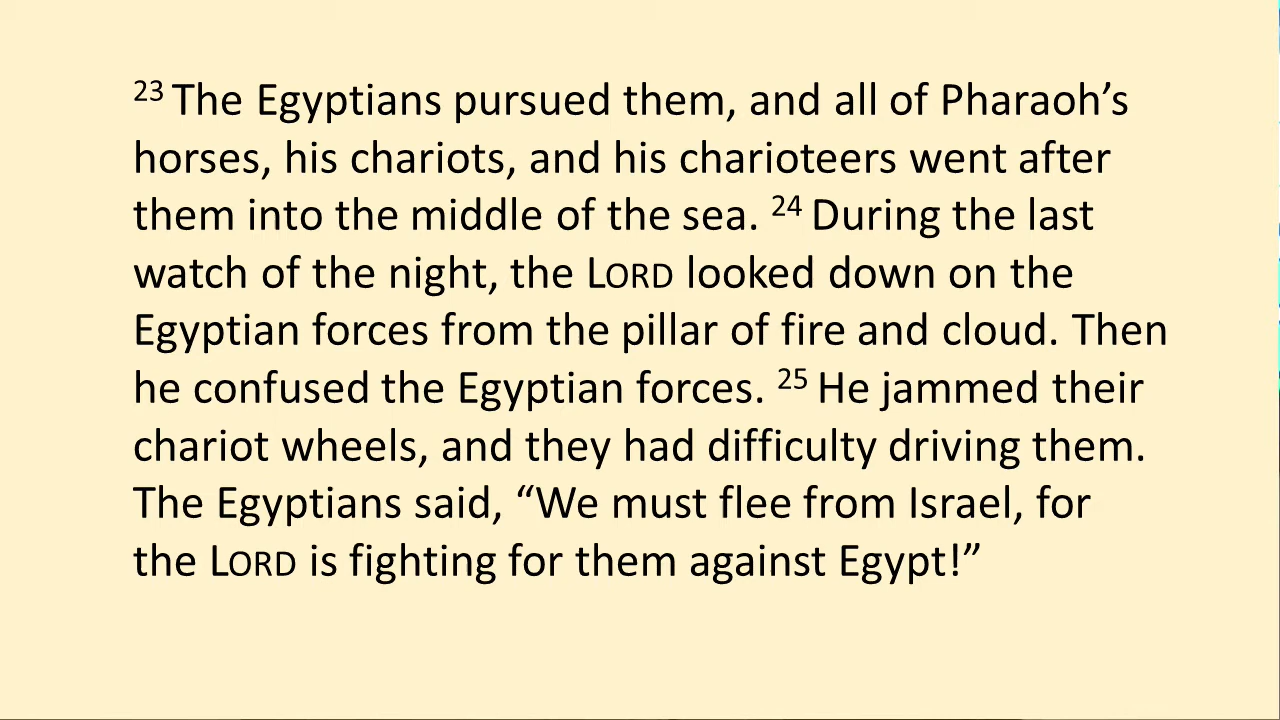 23 The Egyptians pursued them, and all of Pharaoh’s
horses, his chariots, and his charioteers went after
them into the middle of the sea. 24 During the last
watch of the night, the LORD looked down on the
Egyptian forces from the pillar of fire and cloud. Then
he confused the Egyptian forces. 25 He jammed their
chariot wheels, and they had difficulty driving them.
The Egyptians said, “We must flee from Israel, for
the LORD is fighting for them against Egypt!”